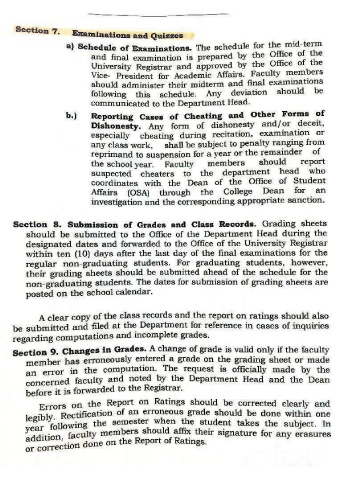 Section 7. Examinations and Quizzes
a) Schedule of Examinations. The schedule for the mid-term
and final examination is prepared by the Office of the
University Registrar and approved by the Office of the
Vice- President for Academic Affairs. Faculty members
should administer their midterm and final examinations
following this schedule. Any deviation should be
communicated to the Department Head.
b.) Reporting Cases of Cheating and Other Forms of
Dishonesty. Any form of dishonesty and/or deceit,
especially cheating during recitation, examination or
any class work, shall be subject to penalty ranging from
reprimand to suspension for a year or the remainder of
the school year. Faculty members should report
suspected cheaters to the department head who
coordinates with the Dean of the Office of Student
Affairs (OSA) through the College Dean for an
investigation and the corresponding appropriate sanction.
Section 8. Submission of Grades and Class Records. Grading sheets
should be submitted to the Office of the Department Head during the
designated dates and forwarded to the Office of the University Registrar
within ten (10) days after the last day of the final examinations for the
regular non-graduating students. For graduating students, however,
their grading sheets should be submitted ahead of the schedule for the
non-graduating students. The dates for submission of grading sheets are
posted on the school calendar.
A clear copy of the class records and the report on ratings should also
be submitted and filed at the Department for reference in cases of inquiries
regarding computations and incomplete grades.
Section 9. Changes in Grades. A change of grade is valid only if the faculty
member has erroneously entered a grade on the grading sheet or made
an error in the computation. The request is officially made by the
concerned faculty and noted by the Department Head and the Dean
before it is forwarded to the Registrar.
Errors on the Report on Ratings should be corrected clearly and
legibly. Rectification of an erroneous grade should be done within one
year following the semester when the student takes the subject. In
addition, faculty members should affix their signature for any erasures
or correction done on the Report of Ratings.